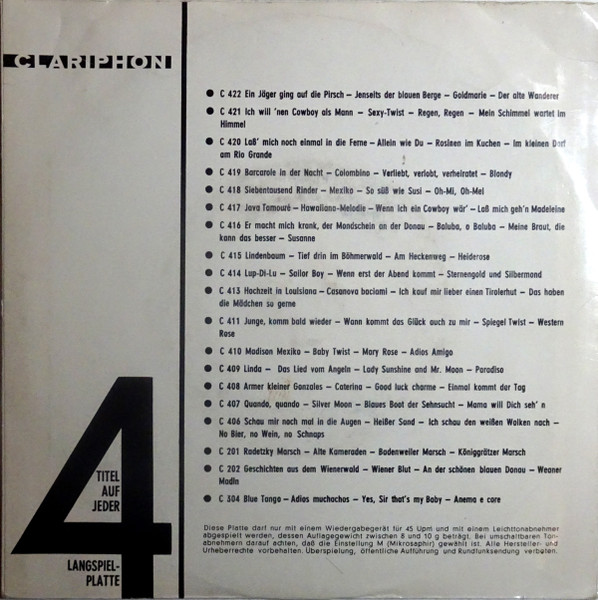 CLARIPHON
C 422 Ein Jäger ging auf die Pirsch – Jenseits der blauen Berge – Goldmarie – Der alte Wanderer
C 421 Ich will 'nen Cowboy als Mann – Sexy-Twist – Regen, Regen – Mein Schimmel wartet im
Himmel
C 420 Laß' mich noch einmal in die Ferne – Allein wie Du – Rosinen im Kuchen – Im kleinen Dorf
am Rio Grande
C 419 Barcarole in der Nacht – Colombino – Verliebt, verlobt, verheiratet – Blondy
C 418 Siebentausend Rinder – Mexiko – So süß wie Susi – Oh-Mi, Oh-Mei
C 417 Java Tamouré – Hawaliano-Melodie – Wenn ich ein Cowboy wär' – Laß mich geh'n Madeleine
C 416 Er macht mich krank, der Mondschein an der Donau – Baluba, o Baluba – Meine Braut, die
kann das besser – Susanne
C 415 Lindenbaum – Tief drin im Böhmerwald – Am Heckenweg – Heiderose
C 414 Lup-Di-Lu – Sailor Boy – Wenn erst der Abend kommt – Sternengold und Silbermond
C 413 Hochzeit in Louisiana – Casanova baciami – Ich kauf mir lieber einen Tirolerhut – Das haben
die Mädchen so gerne
C 411 Junge, komm bald wieder – Wann kommt das Glück auch zu mir – Spiegel Twist – Western
Rose
C 410 Madison Mexiko – Baby Twist – Mary Rose – Adios Amigo
C 409 Linda – Das Lied vom Angeln – Lady Sunshine and Mr. Moon – Paradiso
C 408 Armer kleiner Gonzales – Caterina – Good luck charme – Einmal kommt der Tag
C 407 Quando, quando – Silver Moon – Blaues Boot der Sehnsucht – Mama will Dich seh' n
C 406 Schau mir noch mal in die Augen – Heißer Sand – Ich schau den weißen Wolken nach –
No Bier, no Wein, no Schnaps
C 201 Radetzky Marsch – Alte Kameraden – Badenweiler Marsch – Königgrätzer Marsch
C 202 Geschichten aus dem Wienerwald – Wiener Blut – An der schönen blauen Donau – Weaner
Madln
C 304 Blue Tango – Adios muchachos – Yes, Sir that's my Baby – Anema e core
4
TITEL
AUF
JEDER
LANGSPIEL-
PLATTE
Diese Platte darf nur mit einem Wiedergabegerät für 45 Upm und mit einem Leichttonabnehmer
abgespielt werden, dessen Auflagegewicht zwischen 8 und 10 g beträgt. Bei umschaltbaren Ton-
abnehmern darauf achten, daß die Einstellung M (Mikrosaphir) gewählt ist. Alle Hersteller- und
Urheberrechte vorbehalten. Überspielung, öffentliche Aufführung und Rundfunksendung verboten.